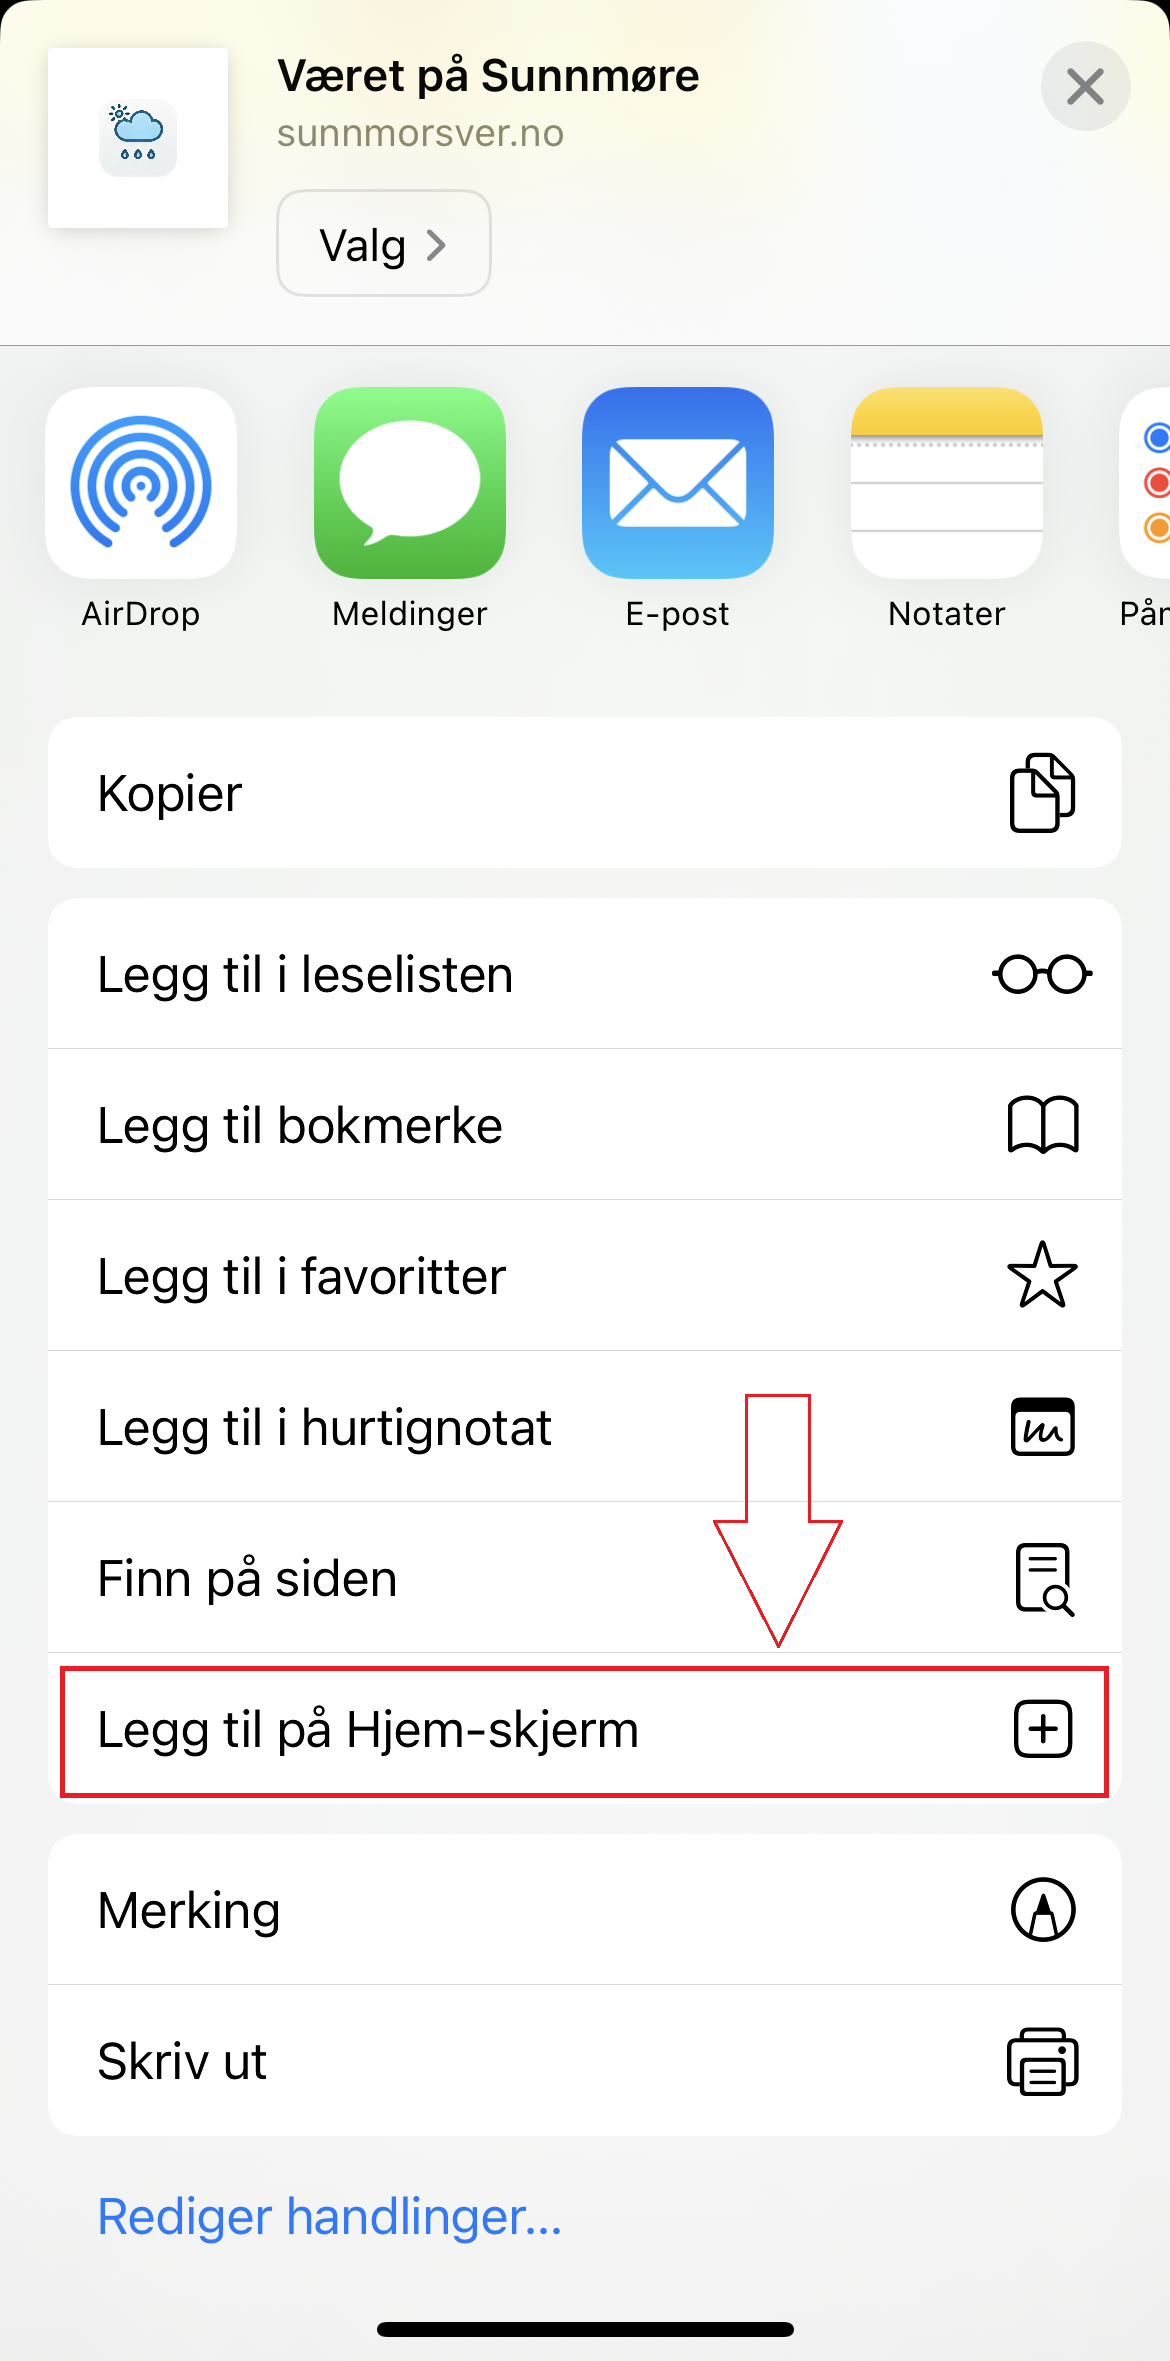 Været på Sunnmøre
sunnmorsver.no
Valg
AirDrop
Meldinger
E-post
Notater
Kopier
Legg til i leselisten
Legg til bokmerke
Legg til i favoritter
Legg til i hurtignotat
Finn på siden
Legg til på Hjem-skjerm
Merking
Skriv ut
Rediger handlinger...